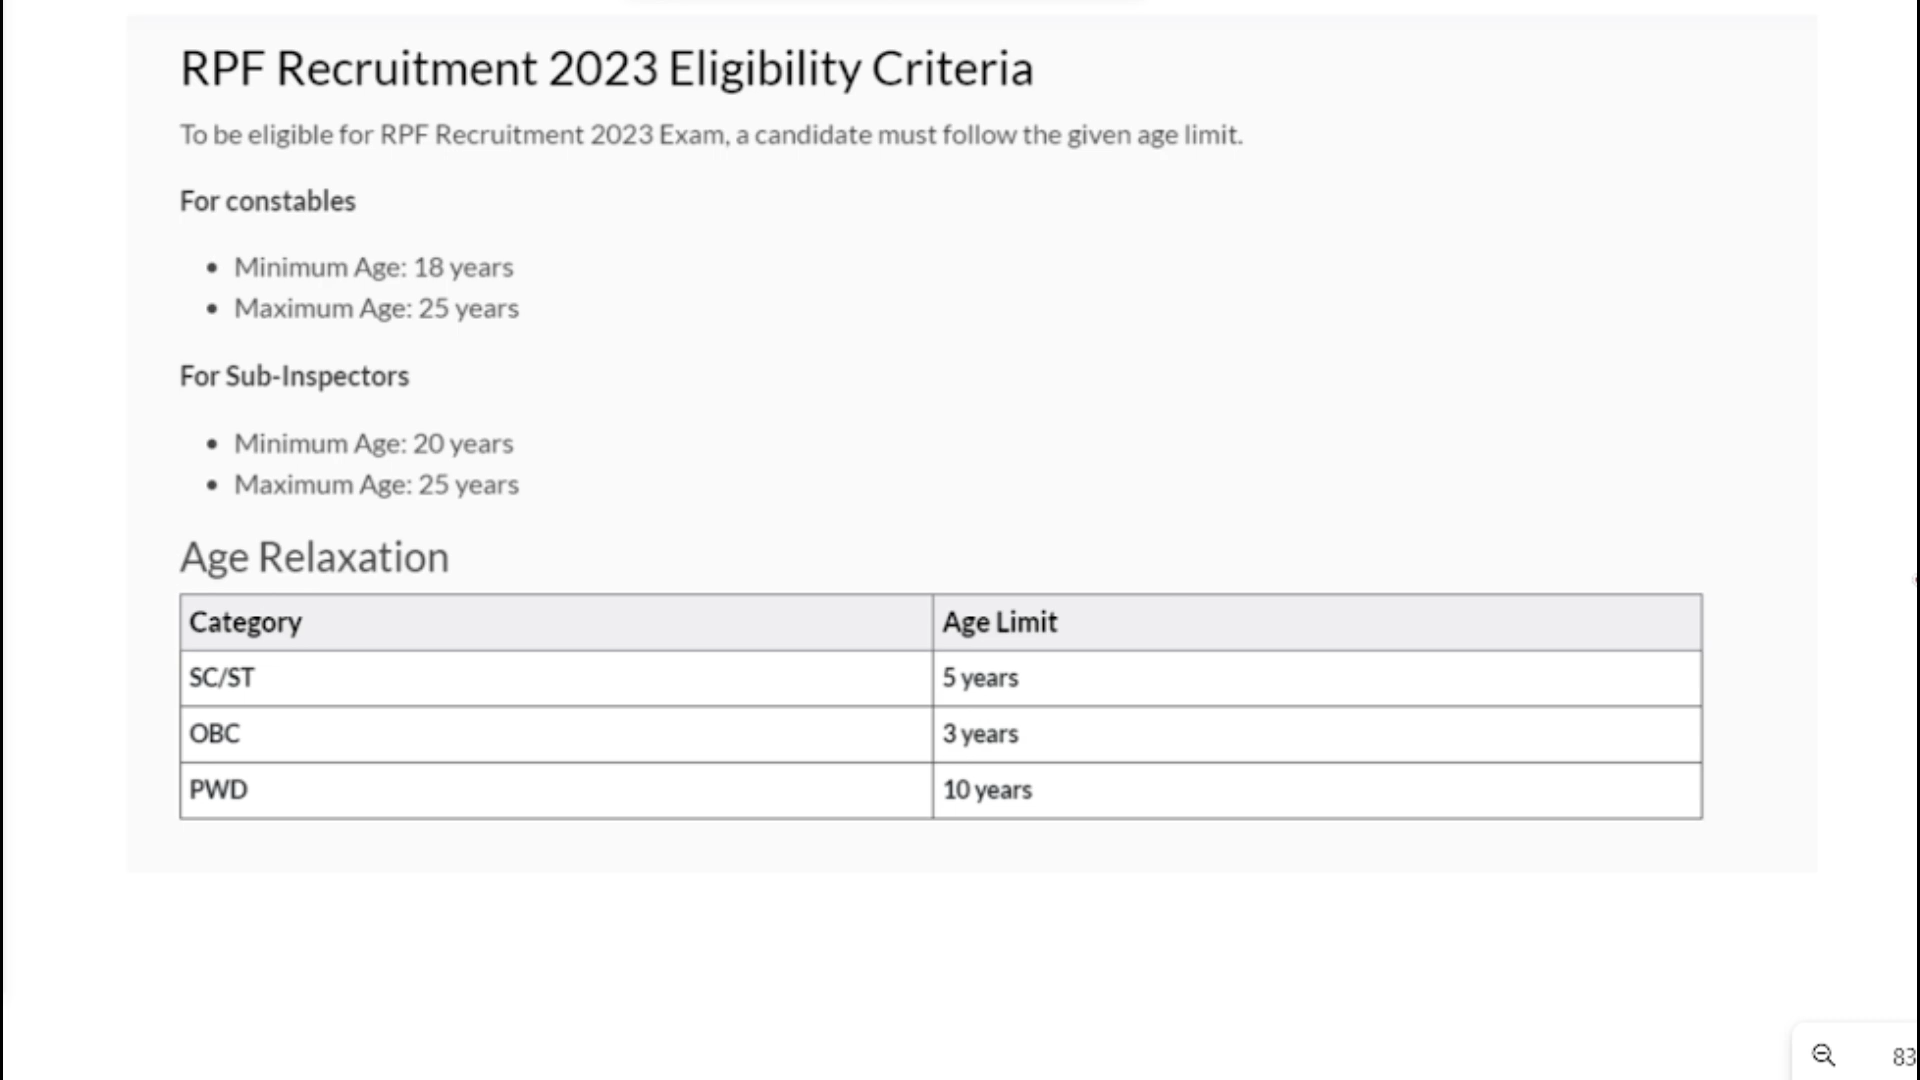 RPF Recruitment 2023 Eligibility Criteria
To be eligible for RPF Recruitment 2023 Exam, a candidate must follow the given age limit.
For constables
• Minimum Age: 18 years
• Maximum Age: 25 years
For Sub-Inspectors
• Minimum Age: 20 years
• Maximum Age: 25 years
Age Relaxation
Category Age Limit
SC/ST 5 years
OBC 3 years
PWD 10 years
83